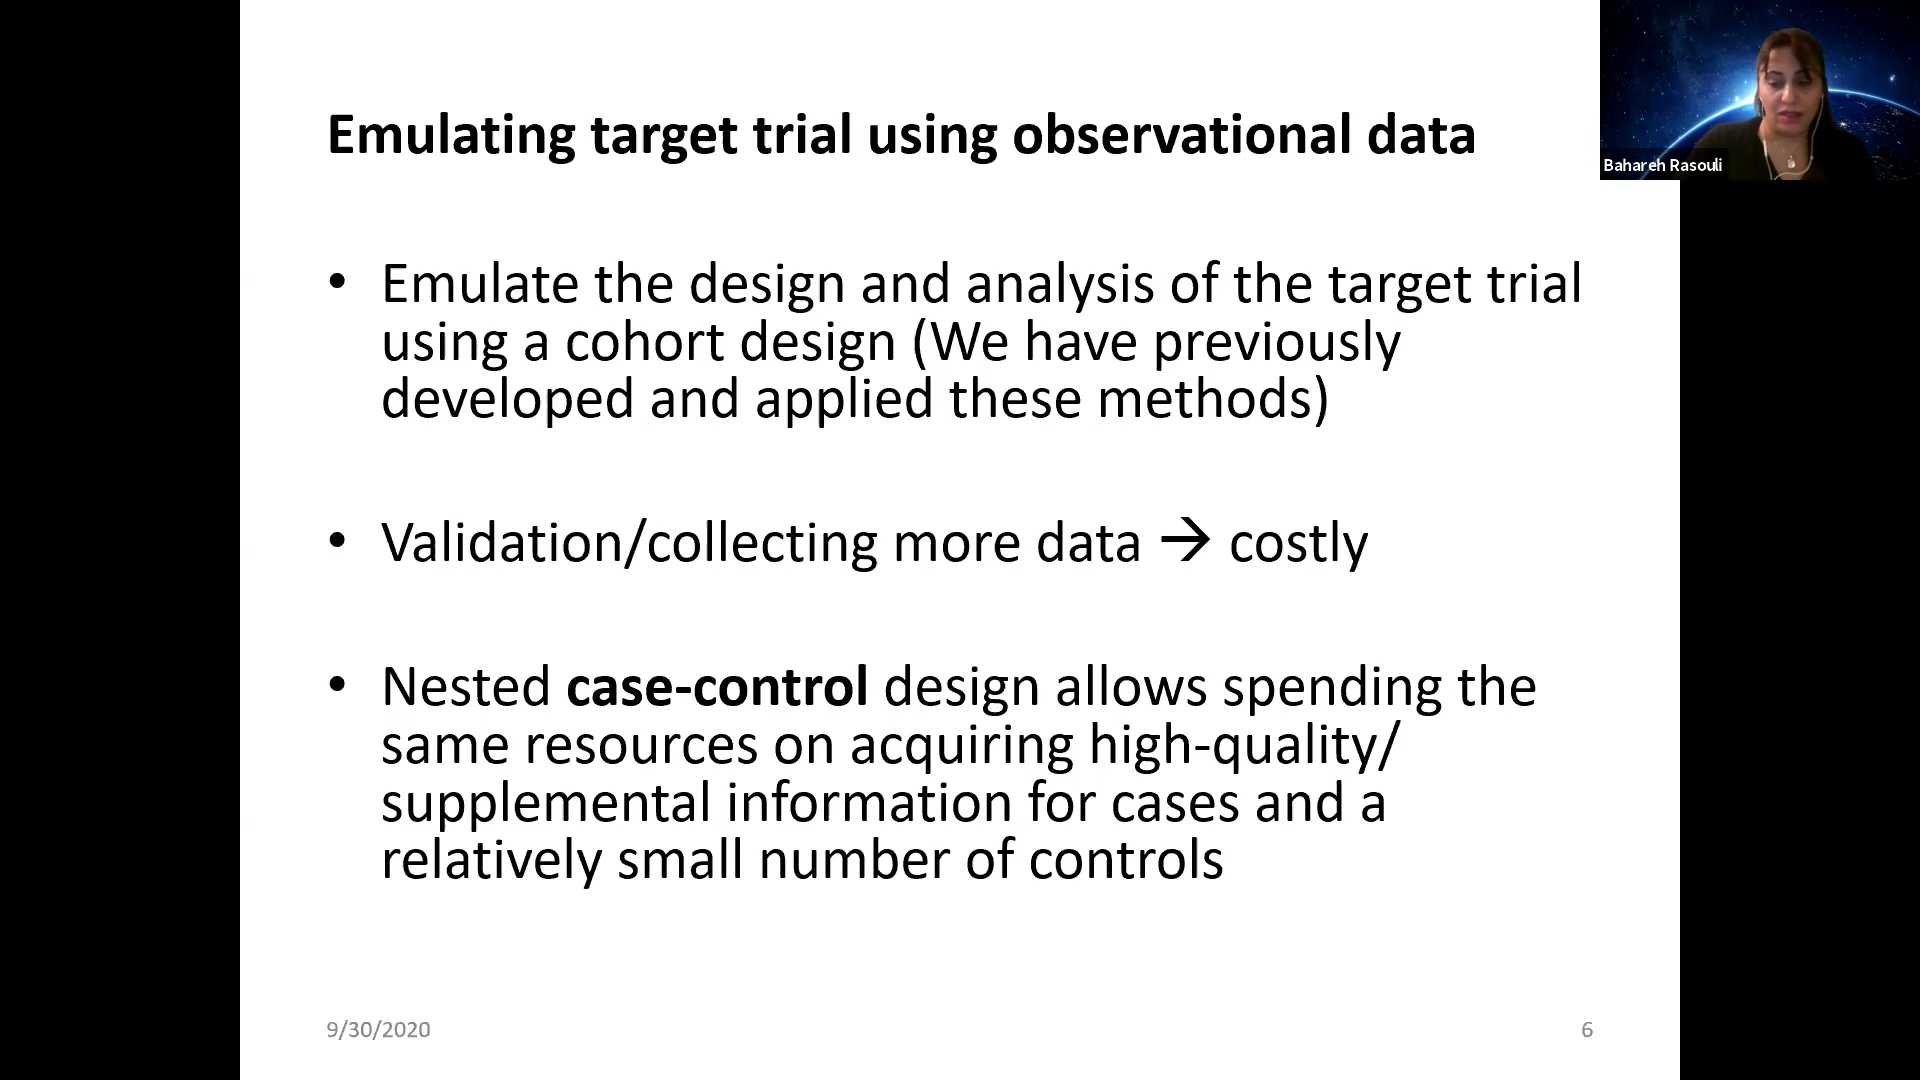 Emulating target trial using observational data
Bahareh Rasouli
• Emulate the design and analysis of the target trial
using a cohort design (We have previously
developed and applied these methods)
• Validation/collecting more data → costly
• Nested case-control design allows spending the
same resources on acquiring high-quality/
supplemental information for cases and a
relatively small number of controls
9/30/2020
6